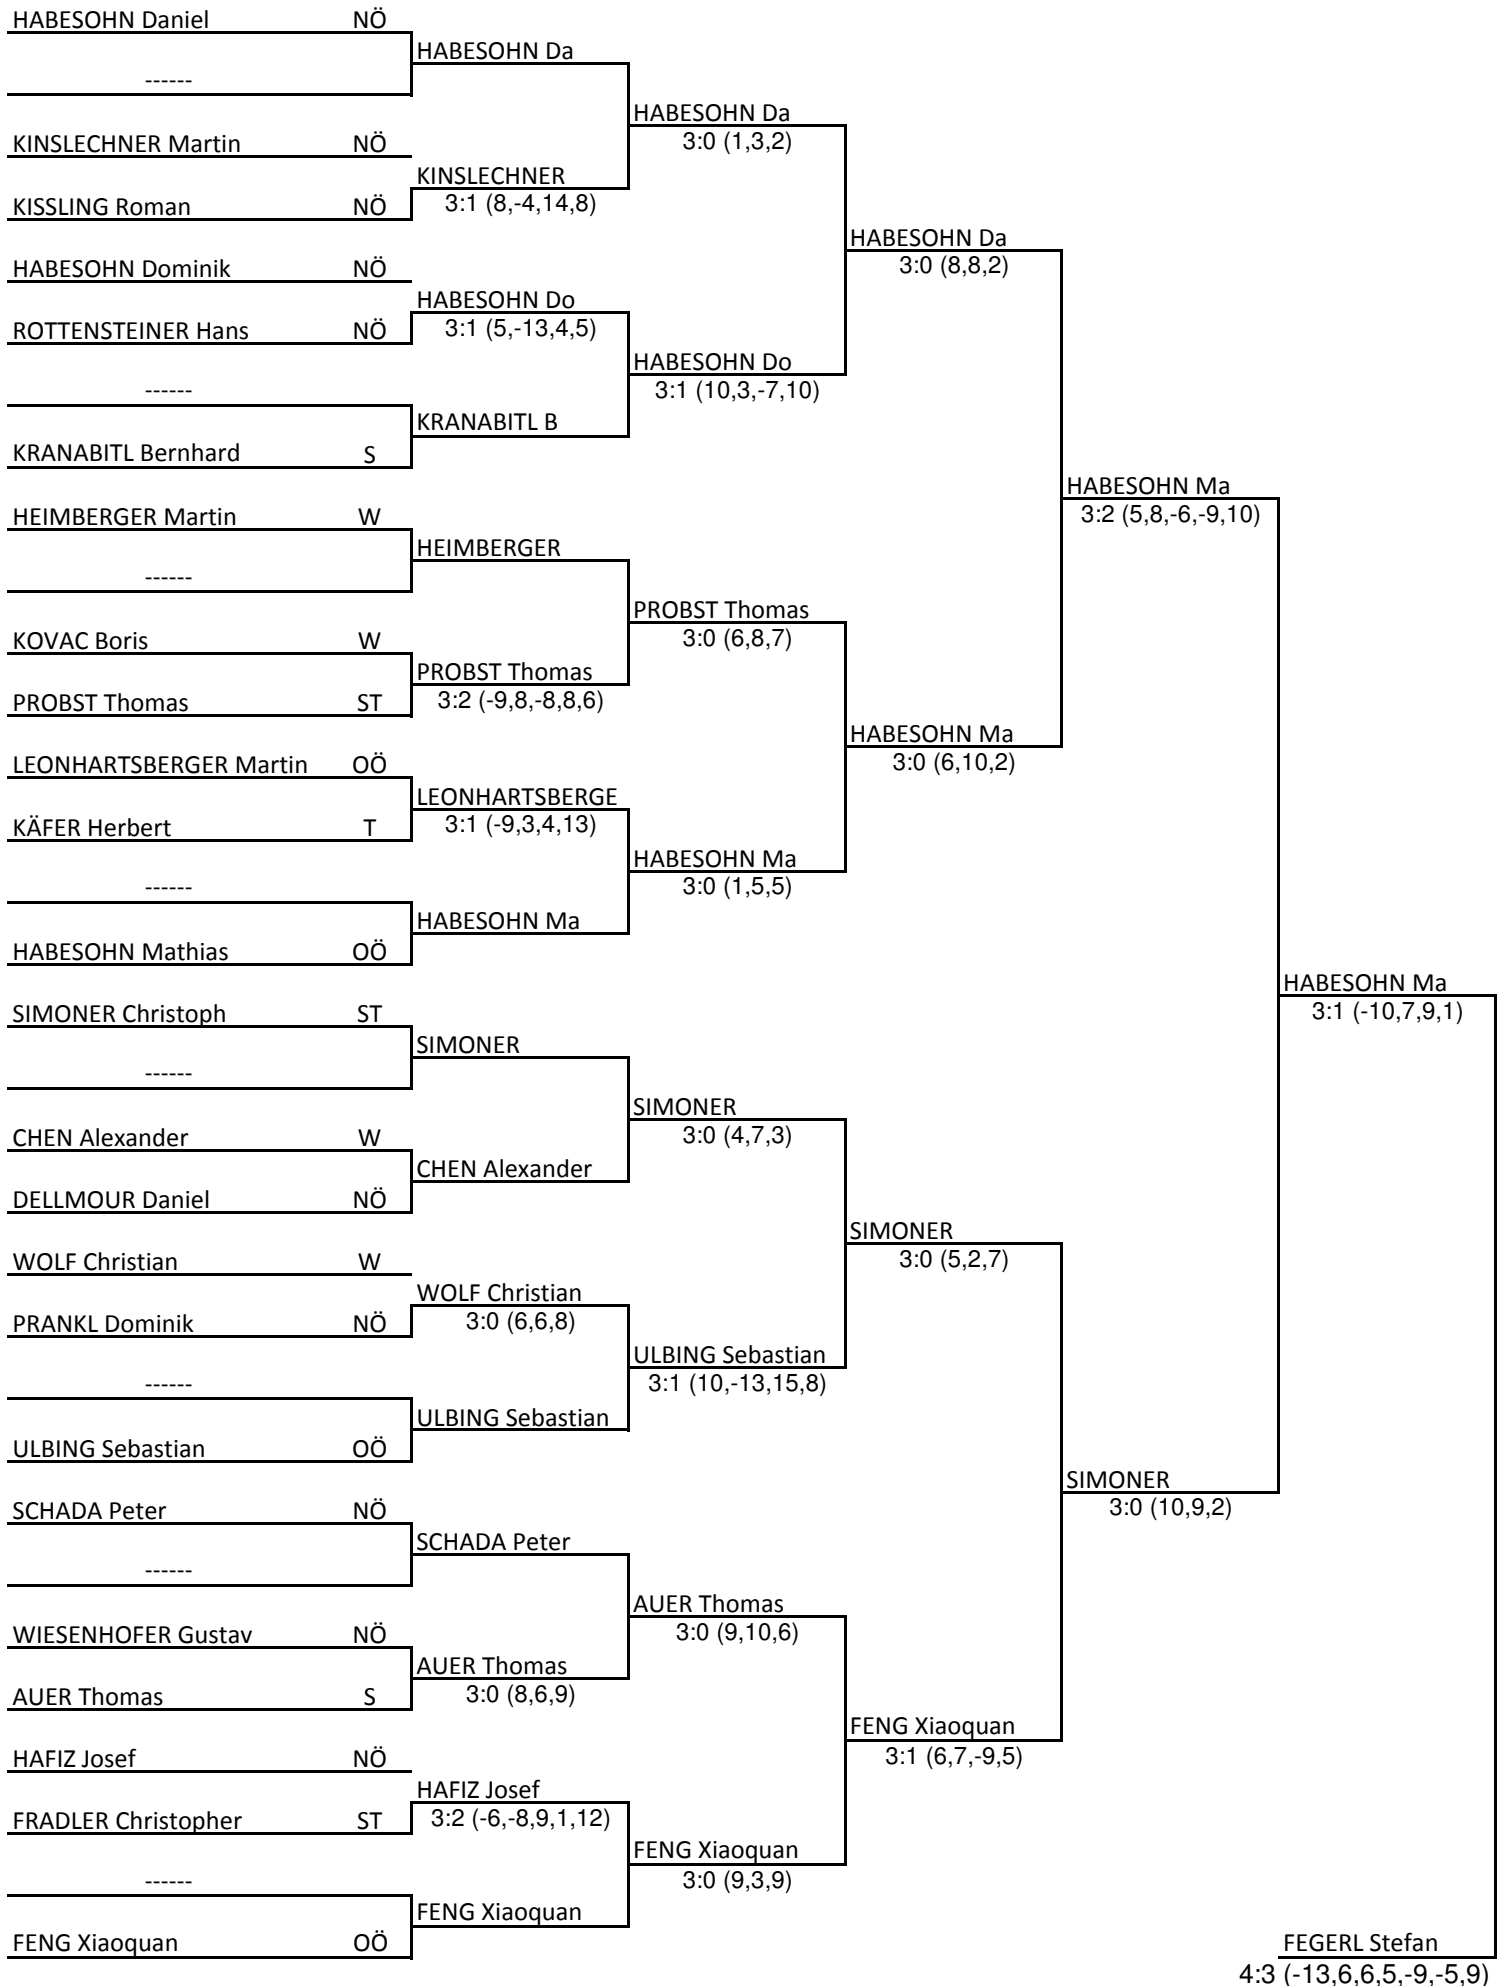 HABESOHN Daniel NÖ
HABESOHN Da
------
HABESOHN Da
KINSLECHNER Martin NÖ 3:0 (1,3,2)
KINSLECHNER
KISSLING Roman NÖ 3:1 (8,-4,14,8)
HABESOHN Da
HABESOHN Dominik NÖ 3:0 (8,8,2)
HABESOHN Do
ROTTENSTEINER Hans NÖ 3:1 (5,-13,4,5)
HABESOHN Do
------ 3:1 (10,3,-7,10)
KRANABITL B
KRANABITL Bernhard S
HABESOHN Ma
HEIMBERGER Martin W 3:2 (5,8,-6,-9,10)
HEIMBERGER
------
PROBST Thomas
KOVAC Boris W 3:0 (6,8,7)
PROBST Thomas
PROBST Thomas ST 3:2 (-9,8,-8,8,6)
HABESOHN Ma
LEONHARTSBERGER Martin OÖ 3:0 (6,10,2)
LEONHARTSBERGE
KÄFER Herbert T 3:1 (-9,3,4,13)
HABESOHN Ma
------ 3:0 (1,5,5)
HABESOHN Ma
HABESOHN Mathias OÖ
HABESOHN Ma
SIMONER Christoph ST 3:1 (-10,7,9,1)
SIMONER
------
SIMONER
CHEN Alexander W 3:0 (4,7,3)
CHEN Alexander
DELLMOUR Daniel NÖ
SIMONER
WOLF Christian W 3:0 (5,2,7)
WOLF Christian
PRANKL Dominik NÖ 3:0 (6,6,8)
ULBING Sebastian
------ 3:1 (10,-13,15,8)
ULBING Sebastian
ULBING Sebastian OÖ
SIMONER
SCHADA Peter NÖ 3:0 (10,9,2)
SCHADA Peter
------
AUER Thomas
WIESENHOFER Gustav NÖ 3:0 (9,10,6)
AUER Thomas
AUER Thomas S 3:0 (8,6,9)
FENG Xiaoquan
HAFIZ Josef NÖ 3:1 (6,7,-9,5)
HAFIZ Josef
FRADLER Christopher ST 3:2 (-6,-8,9,1,12)
FENG Xiaoquan
------ 3:0 (9,3,9)
FENG Xiaoquan
FENG Xiaoquan OÖ FEGERL Stefan
4:3 (-13,6,6,5,-9,-5,9)